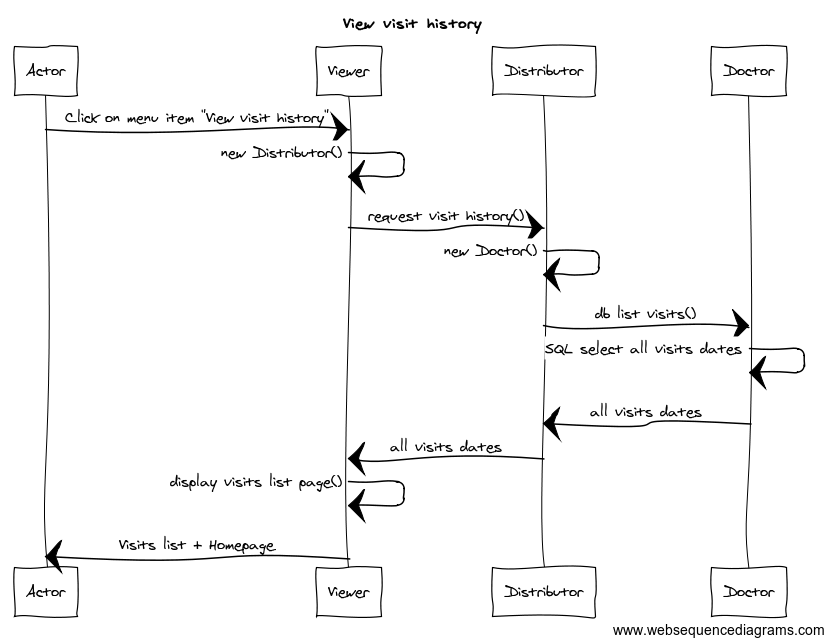 View visit history
Actor
Viewer
Distributor
Doctor
Click on menu item "View visit history"
new Distributor()
request visit history()
new Doctor()
db list visits()
SQL select all visits dates
all visits dates
all visits dates
display visits list page()
Visits list + Homepage
Actor
Viewer
Distributor
Doctor
www.websequencediagrams.com